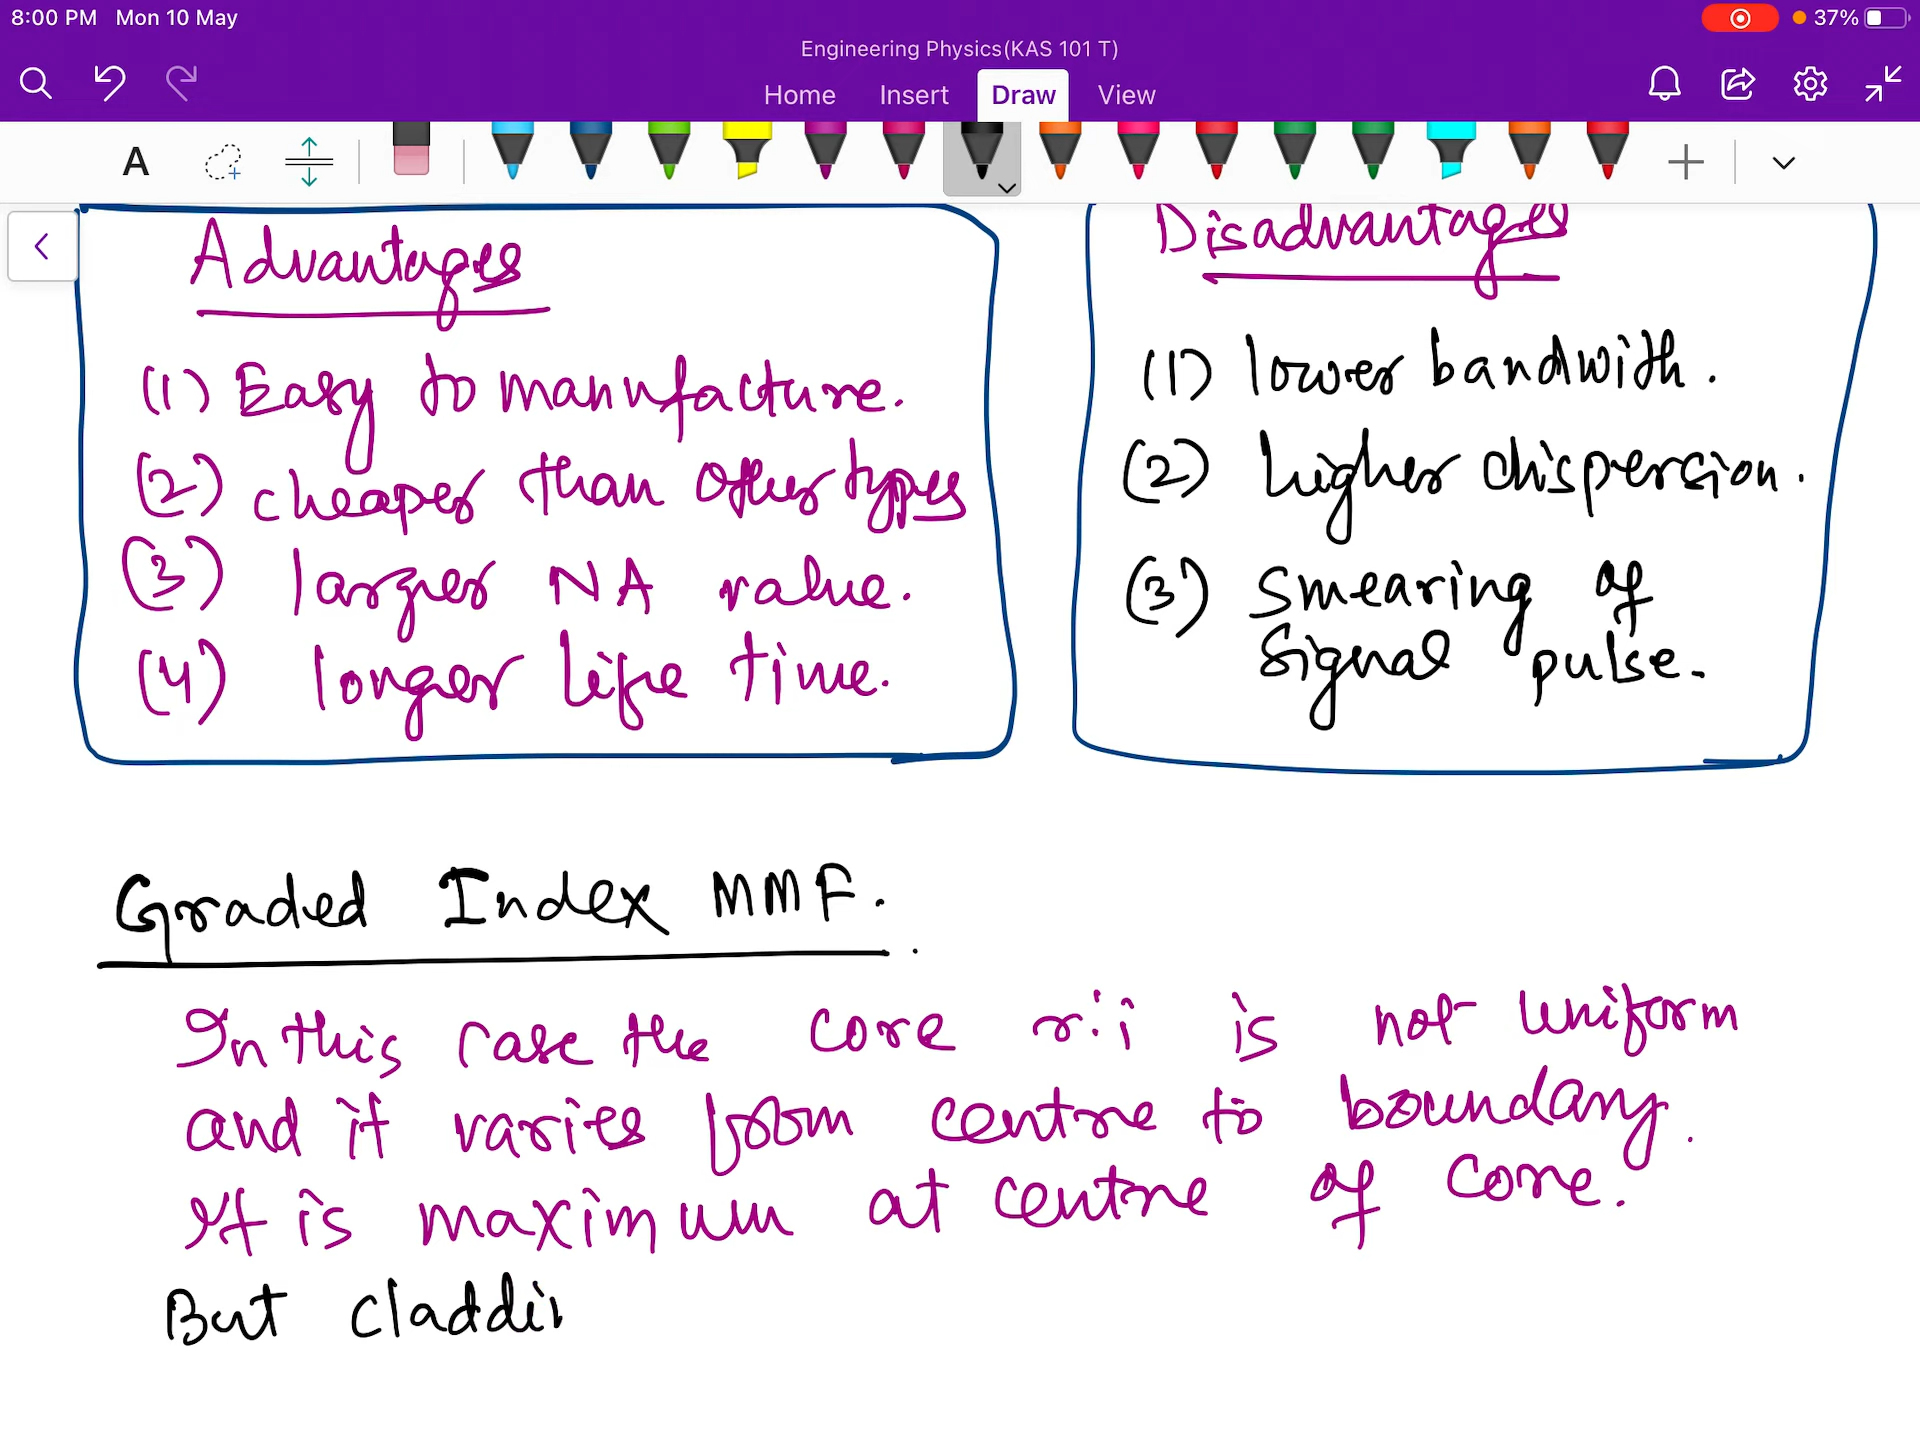 8:00 PM Mon 10 May
37%
Engineering Physics(KAS 101 T)
Home Insert Draw View
A
Advantages
(1) Easy to manufacture.
(2) cheaper than other types
(3) larger NA value.
(4) longer life time.
Disadvantages
(1) lower bandwith.
(2) higher dispersion.
(3) Smearing of
Signal pulse.
Graded Index MMF.
In this case the core r.i is not uniform
and it varies from centre to boundary.
It is maximum at centre of core.
But claddin